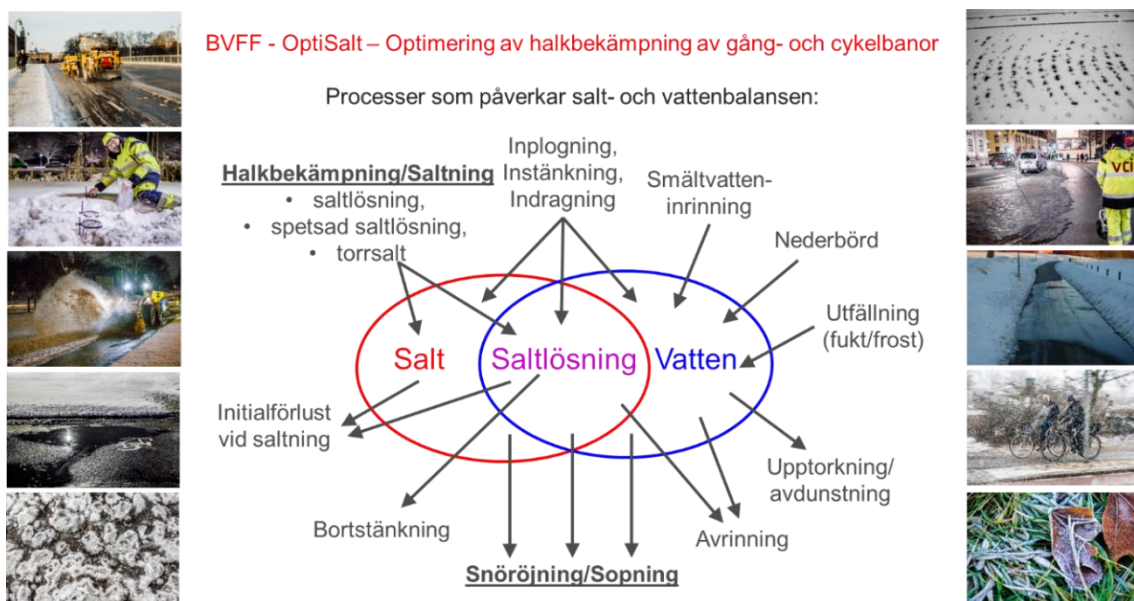 BVFF - OptiSalt – Optimering av halkbekämpning av gång- och cykelbanor
Processer som påverkar salt- och vattenbalansen:
Halkbekämpning/Saltning
• saltlösning,
• spetsad saltlösning,
• torrsalt
Inplogning,
Instänkning,
Indragning
Smältvatten-
inrinning
Nederbörd
Utfällning
(fukt/frost)
Salt
Saltlösning
Vatten
Initialförlust
vid saltning
Bortstänkning
Snöröjning/Sopning
Avrinning
Upptorkning/
avdunstning
vti